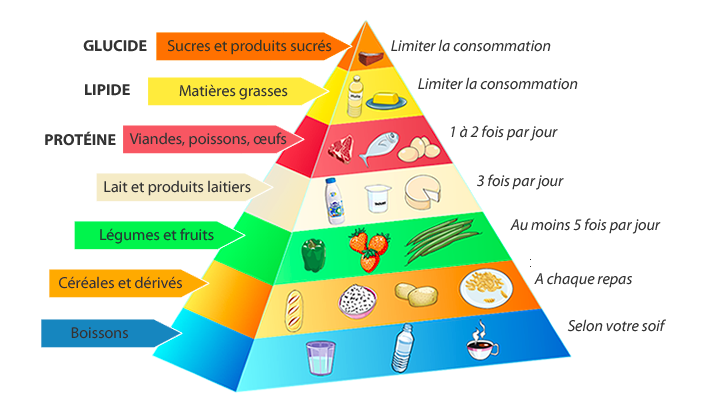 GLUCIDE Sucres et produits sucrés Limiter la consommation
LIPIDE Matières grasses Limiter la consommation
Huile
PROTÉINE Viandes, poissons, œufs 1 à 2 fois par jour
Lait et produits laitiers 3 fois par jour
Légumes et fruits Au moins 5 fois par jour
:
Céréales et dérivés A chaque repas
Boissons Selon votre soif